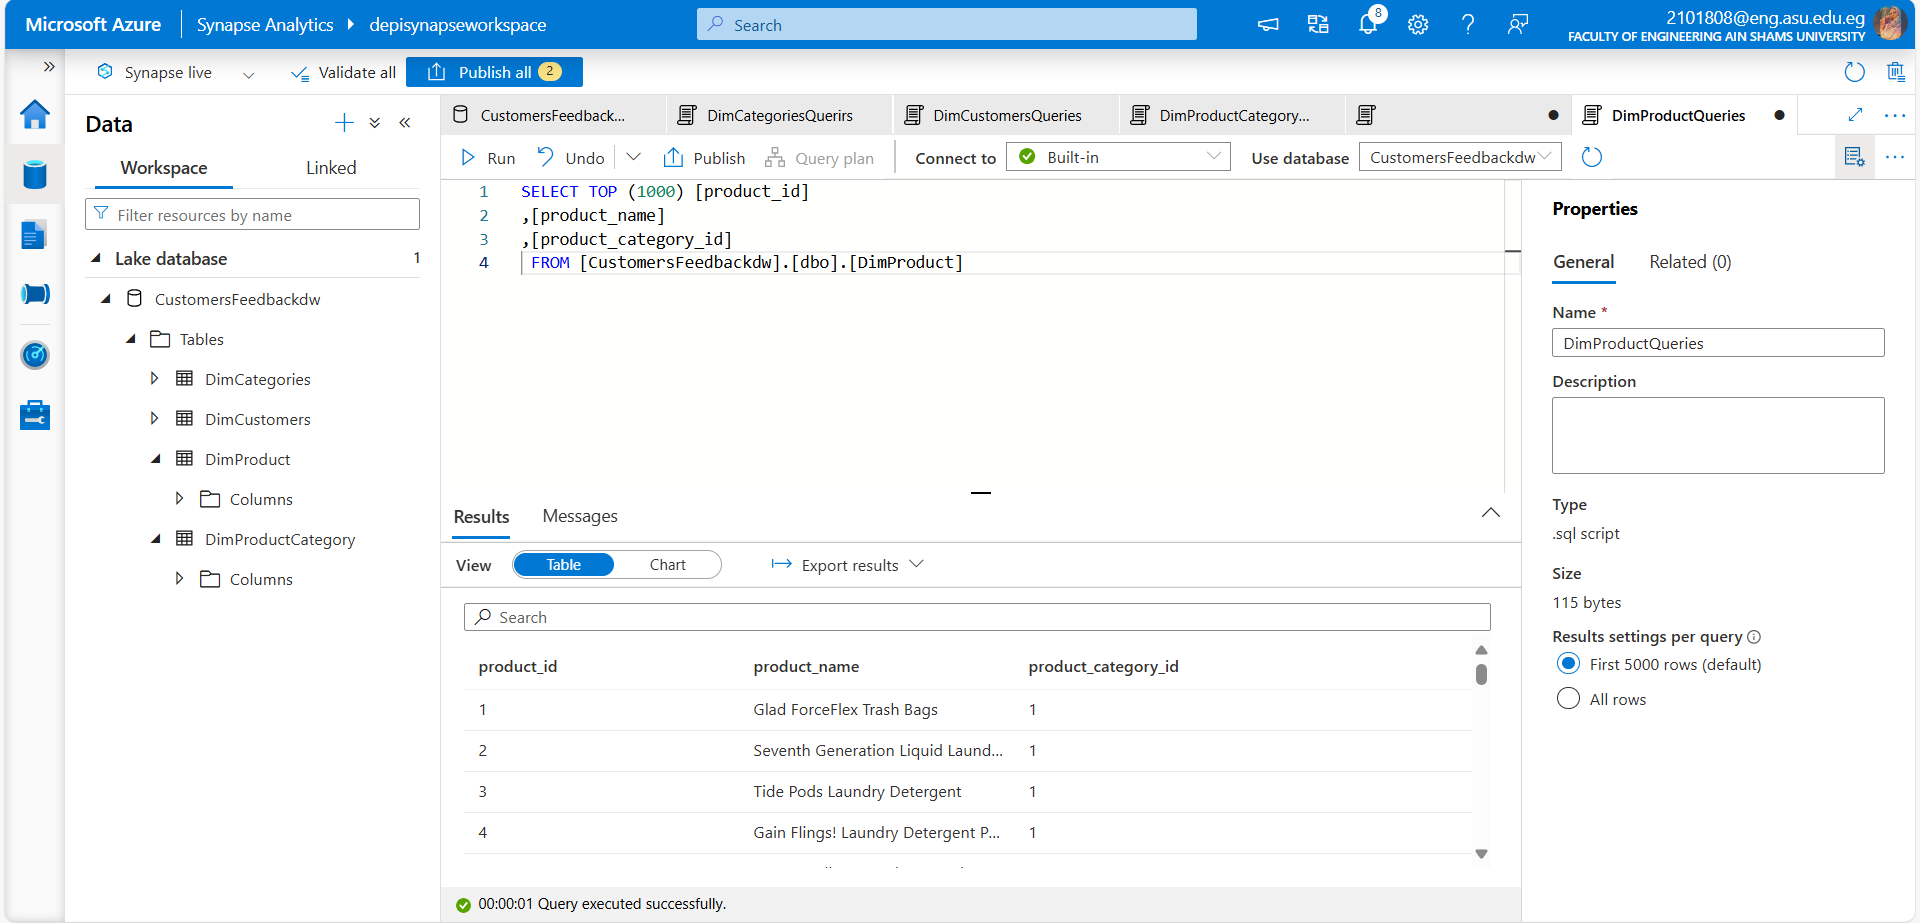 Microsoft Azure
Synapse Analytics
depisynapseworkspace
Search
8
2101808@eng.asu.edu.eg
FACULTY OF ENGINEERING AIN SHAMS UNIVERSITY
Synapse live
Validate all
Publish all 2
Data
Workspace
Linked
Filter resources by name
Lake database 1
CustomersFeedbackdw
Tables
DimCategories
DimCustomers
DimProduct
Columns
DimProductCategory
Columns
CustomersFeedback...
DimCategoriesQuerirs
DimCustomersQueries
DimProductCategory...
DimProductQueries
Run
Undo
Publish
Query plan
Connect to
Built-in
Use database
CustomersFeedbackdw
1 SELECT TOP (1000) [product_id]
2 ,[product_name]
3 ,[product_category_id]
4 FROM [CustomersFeedbackdw].[dbo].[DimProduct]
Results
Messages
View
Table
Chart
Export results
Search
product_id product_name product_category_id
1 Glad ForceFlex Trash Bags 1
2 Seventh Generation Liquid Laund... 1
3 Tide Pods Laundry Detergent 1
4 Gain Flings! Laundry Detergent P... 1
00:00:01 Query executed successfully.
Properties
General
Related (0)
Name *
DimProductQueries
Description
Type
.sql script
Size
115 bytes
Results settings per query
First 5000 rows (default)
All rows